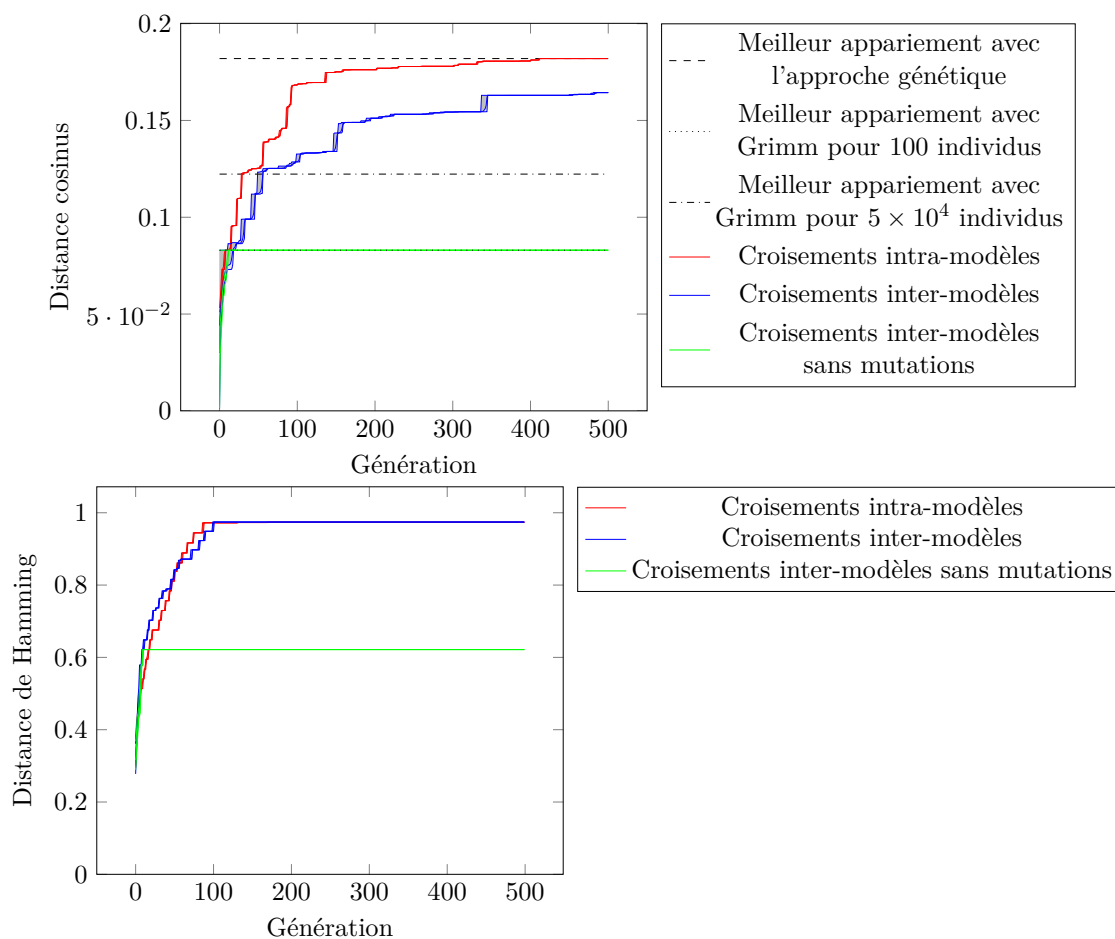 0.2
0.15
0.1
5 · 10⁻²
0
Distance cosinus
0 100 200 300 400 500
Génération
Meilleur appariement avec
l'approche génétique
Meilleur appariement avec
Grimm pour 100 individus
Meilleur appariement avec
Grimm pour 5 × 10⁴ individus
Croisements intra-modèles
Croisements inter-modèles
Croisements inter-modèles
sans mutations
1
0.8
0.6
0.4
0.2
0
Distance de Hamming
0 100 200 300 400 500
Génération
Croisements intra-modèles
Croisements inter-modèles
Croisements inter-modèles sans mutations